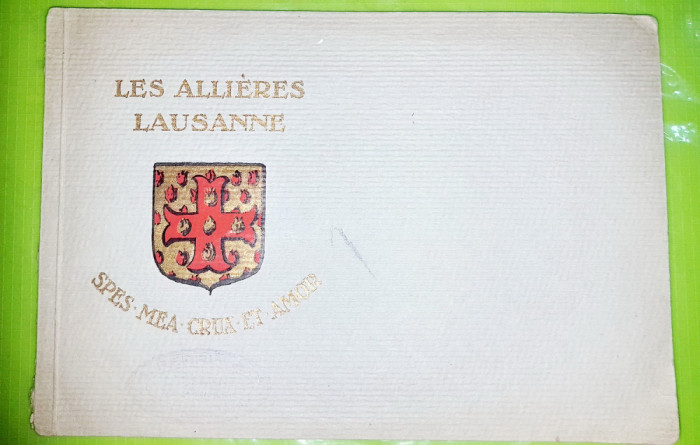 LES ALLIÈRES
LAUSANNE
SPES · MEA · CRUX · ET AMOR